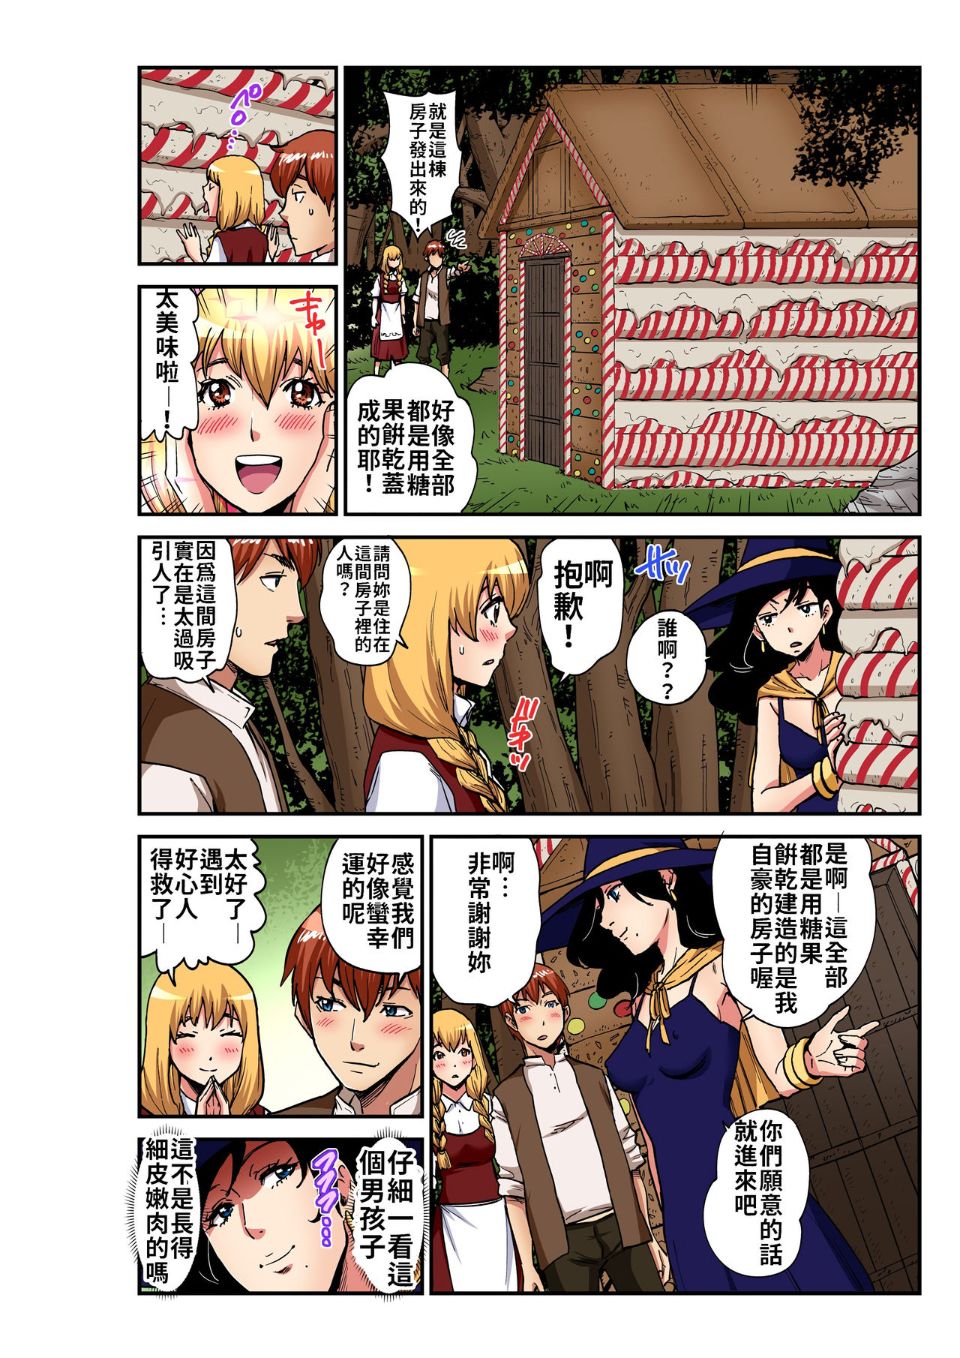 就是這棟
房子發出來的！
好像全部
都是用糖
果餅乾蓋
成的耶！
ペロ
ペロ…
キャー
太美味啦─！
誰啊？？
ギュッ
啊
抱歉！
請問妳是住在
這間房子裡的
人嗎？
因為這間房子
實在是太過吸
引人了…
是啊─這全部
都是用糖果
餅乾建造的是我
自豪的房子喔
啊…
非常謝謝妳
你們願意的話
就進來吧
感覺我們
好像蠻幸
運的呢
太好了─
遇到
好心人
得救了─
仔細一看這
個男孩子
フフフ…
這不是長得
細皮嫩肉的嗎